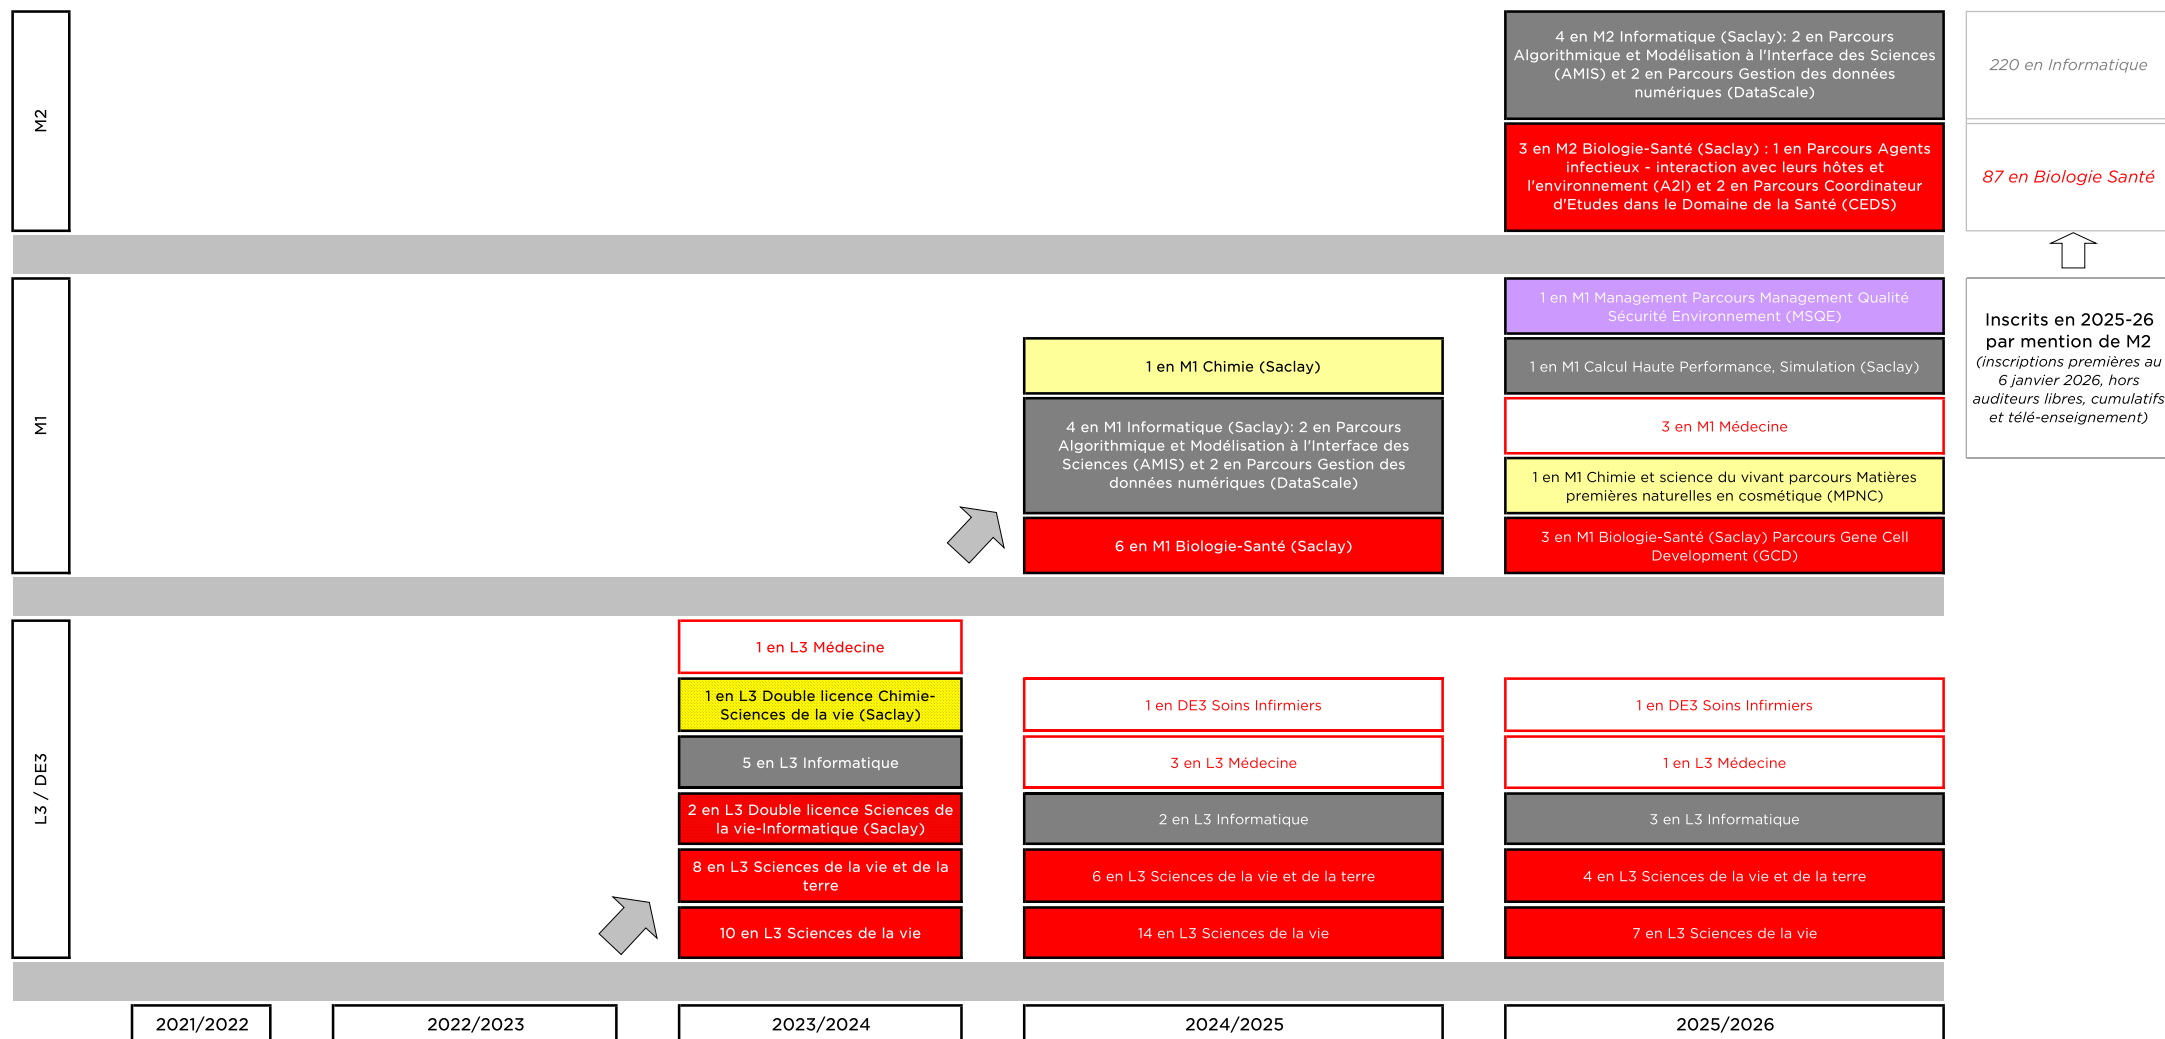 M2
4 en M2 Informatique (Saclay): 2 en Parcours
Algorithmique et Modélisation à l'Interface des Sciences
(AMIS) et 2 en Parcours Gestion des données
numériques (DataScale)
220 en Informatique
3 en M2 Biologie-Santé (Saclay) : 1 en Parcours Agents
infectieux - interaction avec leurs hôtes et
l'environnement (A2I) et 2 en Parcours Coordinateur
d'Etudes dans le Domaine de la Santé (CEDS)
87 en Biologie Santé
M1
1 en M1 Chimie (Saclay)
4 en M1 Informatique (Saclay): 2 en Parcours
Algorithmique et Modélisation à l'Interface des
Sciences (AMIS) et 2 en Parcours Gestion des
données numériques (DataScale)
6 en M1 Biologie-Santé (Saclay)
1 en M1 Management Parcours Management Qualité
Sécurité Environnement (MSQE)
1 en M1 Calcul Haute Performance, Simulation (Saclay)
3 en M1 Médecine
1 en M1 Chimie et science du vivant parcours Matières
premières naturelles en cosmétique (MPNC)
3 en M1 Biologie-Santé (Saclay) Parcours Gene Cell
Development (GCD)
Inscrits en 2025-26
par mention de M2
(inscriptions premières au
6 janvier 2026, hors
auditeurs libres, cumulatifs
et télé-enseignement)
L3 / DE3
1 en L3 Médecine
1 en L3 Double licence Chimie-
Sciences de la vie (Saclay)
5 en L3 Informatique
2 en L3 Double licence Sciences de
la vie-Informatique (Saclay)
8 en L3 Sciences de la vie et de la
terre
10 en L3 Sciences de la vie
1 en DE3 Soins Infirmiers
3 en L3 Médecine
2 en L3 Informatique
6 en L3 Sciences de la vie et de la terre
14 en L3 Sciences de la vie
1 en DE3 Soins Infirmiers
1 en L3 Médecine
3 en L3 Informatique
4 en L3 Sciences de la vie et de la terre
7 en L3 Sciences de la vie
2021/2022
2022/2023
2023/2024
2024/2025
2025/2026